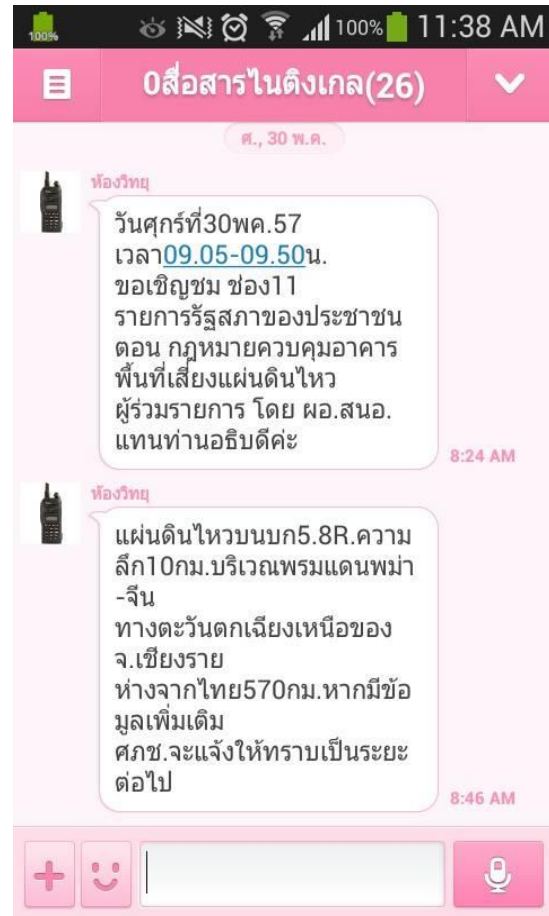 100%
100% 11:38 AM
0สื่อสารไนติงเกล(26)
ศ., 30 พ.ค.
ห้องวิทยุ
วันศุกร์ที่30พค.57
เวลา09.05-09.50น.
ขอเชิญชม ช่อง11
รายการรัฐสภาของประชาชน
ตอน กฎหมายควบคุมอาคาร
พื้นที่เสี่ยงแผ่นดินไหว
ผู้ร่วมรายการ โดย ผอ.สนอ.
แทนท่านอธิบดีค่ะ
8:24 AM
ห้องวิทยุ
แผ่นดินไหวบนบก5.8R.ความ
ลึก10กม.บริเวณพรมแดนพม่า
-จีน
ทางตะวันตกเฉียงเหนือของ
จ.เชียงราย
ห่างจากไทย570กม.หากมีข้อ
มูลเพิ่มเติม
ศภช.จะแจ้งให้ทราบเป็นระยะ
ต่อไป
8:46 AM